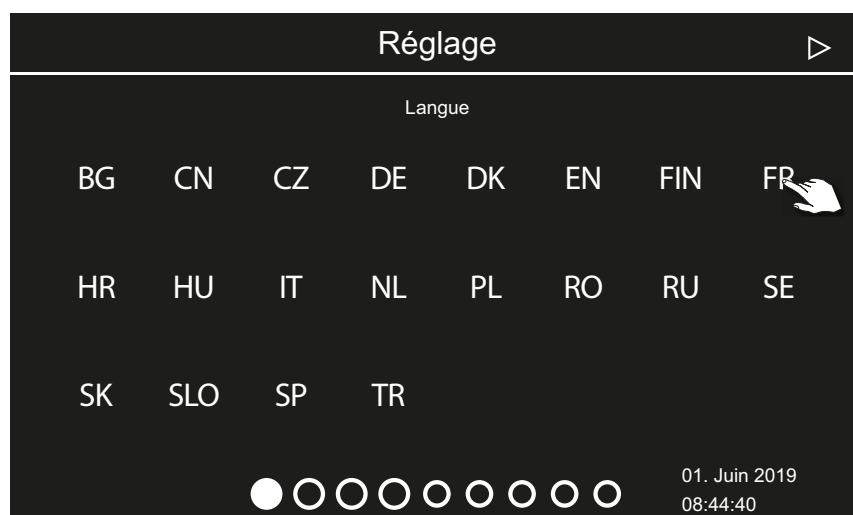 Réglage
Langue
BG CN CZ DE DK EN FIN FR
HR HU IT NL PL RO RU SE
SK SLO SP TR
01. Juin 2019
08:44:40